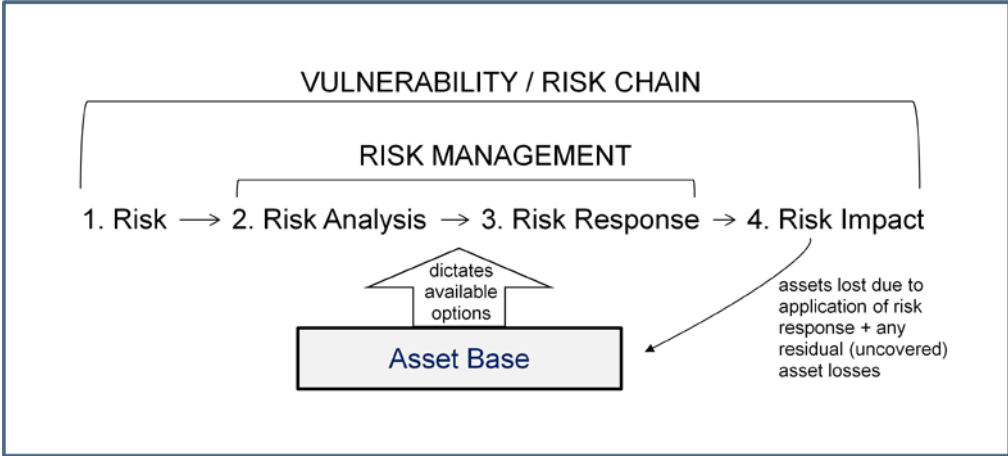 VULNERABILITY / RISK CHAIN
RISK MANAGEMENT
1. Risk → 2. Risk Analysis → 3. Risk Response → 4. Risk Impact
dictates
available
options
Asset Base
assets lost due to
application of risk
response + any
residual (uncovered)
asset losses